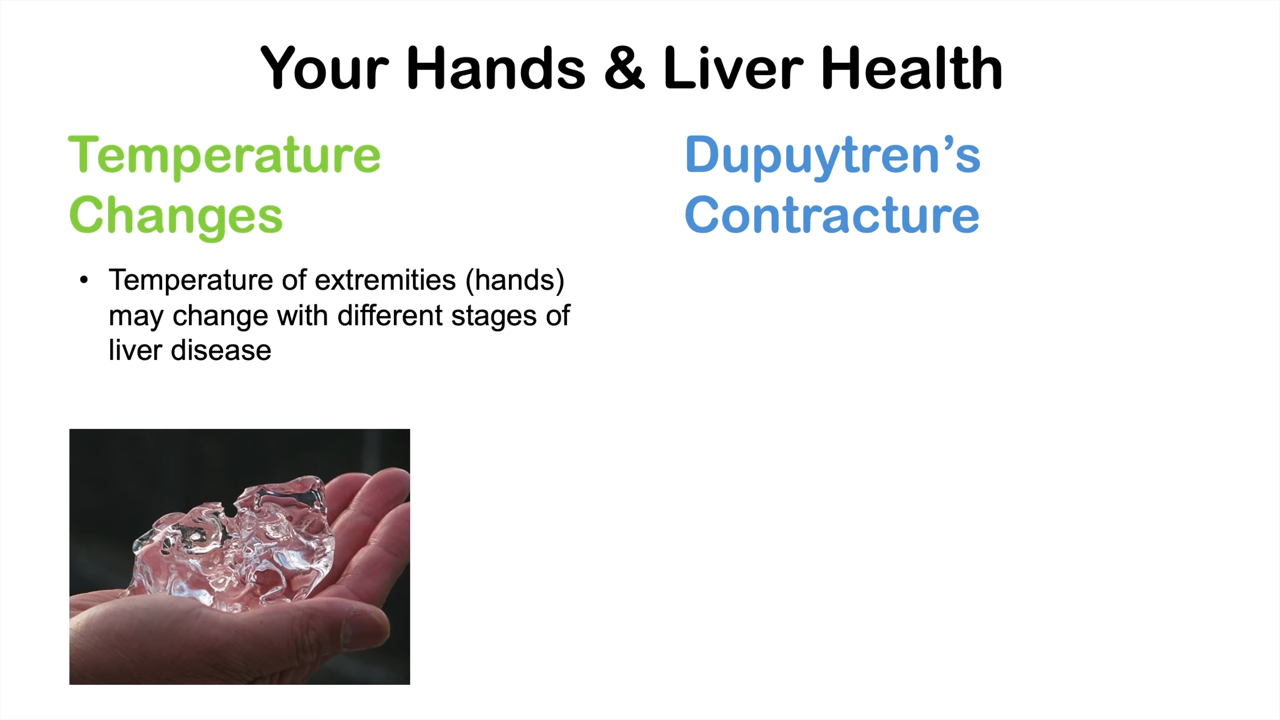 Your Hands & Liver Health
Temperature
Changes
• Temperature of extremities (hands)
may change with different stages of
liver disease
Dupuytren’s
Contracture